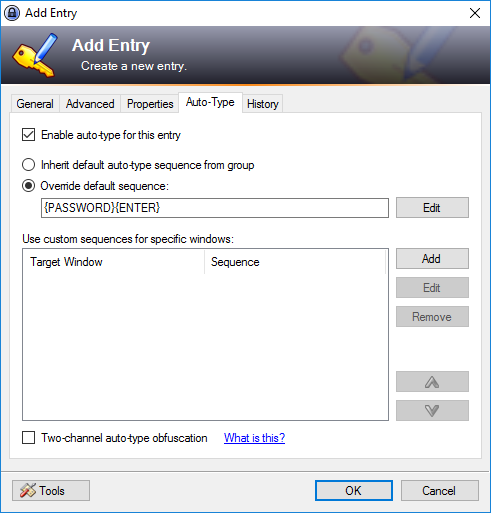 Add Entry
Add Entry
Create a new entry.
General Advanced Properties Auto-Type History
Enable auto-type for this entry
Inherit default auto-type sequence from group
Override default sequence:
{PASSWORD}{ENTER} Edit
Use custom sequences for specific windows:
Target Window Sequence Add
Edit
Remove
Two-channel auto-type obfuscation What is this?
Tools OK Cancel